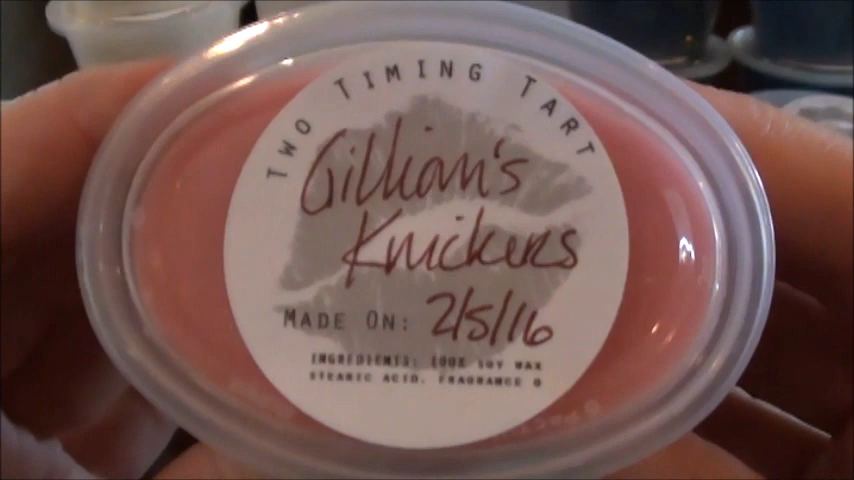 TWO TIMING TART
Gillian's
Knickers
MADE ON: 2/5/16
INGREDIENTS: 100% SOY WAX
STEARIC ACID, FRAGRANCE O